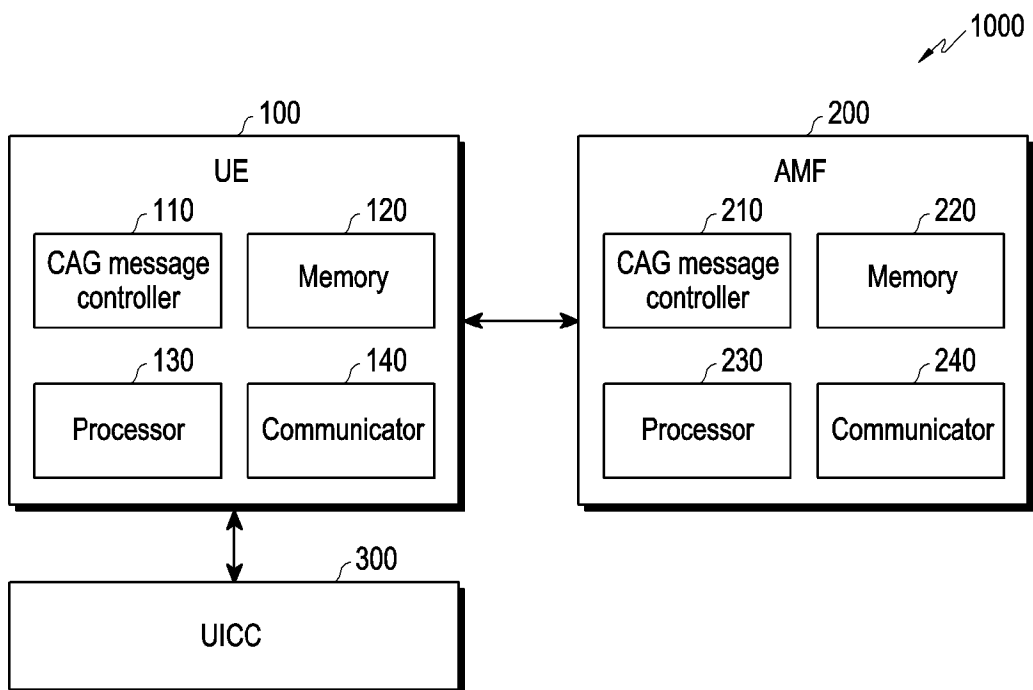 1000
100
200
UE
AMF
110
120
210
220
CAG message
controller
Memory
CAG message
controller
Memory
130
140
230
240
Processor
Communicator
Processor
Communicator
300
UICC